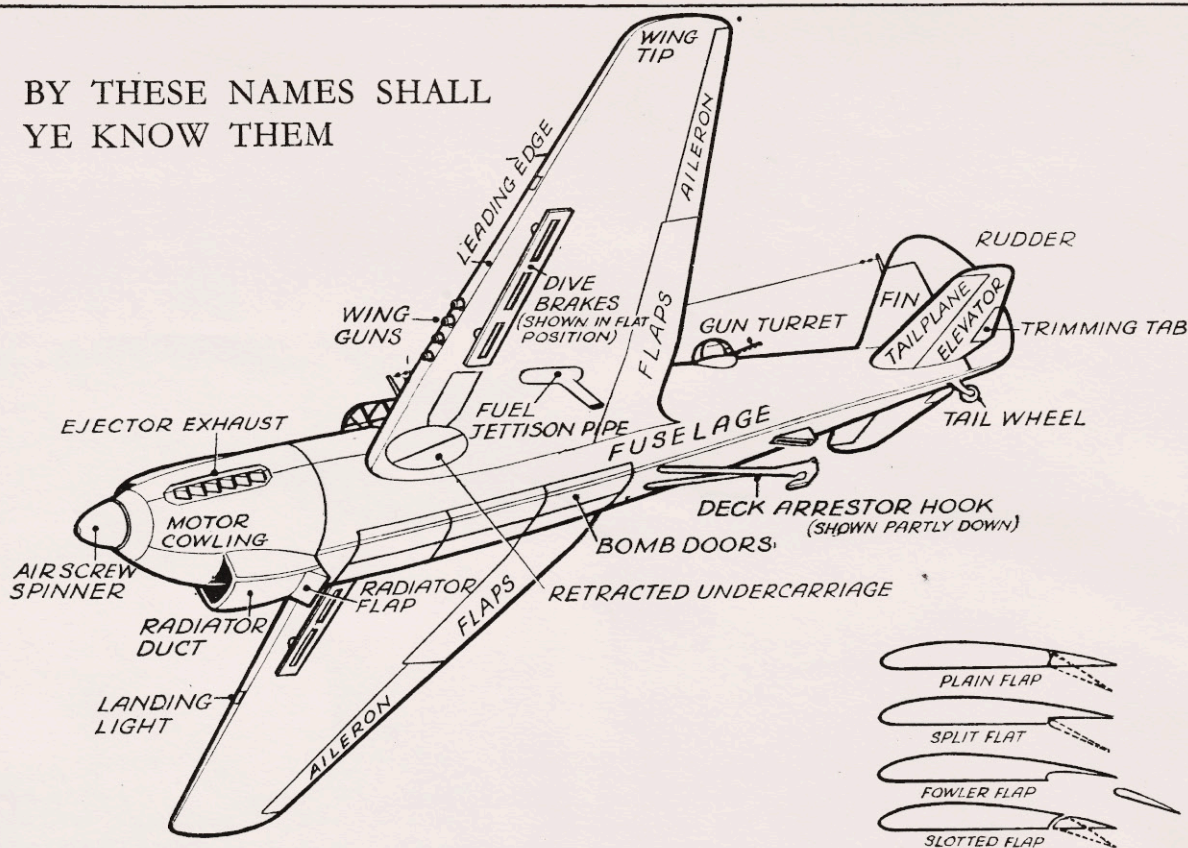 BY THESE NAMES SHALL
YE KNOW THEM
WING
TIP
AILERON
LEADING EDGE
DIVE
BRAKES
(SHOWN IN FLAT
POSITION)
WING
GUNS
FLAPS
RUDDER
FIN
TAILPLANE
ELEVATOR
TRIMMING TAB
GUN TURRET
TAIL WHEEL
FUEL
JETTISON PIPE
FUSELAGE
EJECTOR EXHAUST
MOTOR
COWLING
DECK ARRESTOR HOOK
(SHOWN PARTLY DOWN)
BOMB DOORS
RETRACTED UNDERCARRIAGE
AIRSCREW
SPINNER
RADIATOR
FLAP
RADIATOR
DUCT
FLAPS
LANDING
LIGHT
AILERON
PLAIN FLAP
SPLIT FLAT
FOWLER FLAP
SLOTTED FLAP